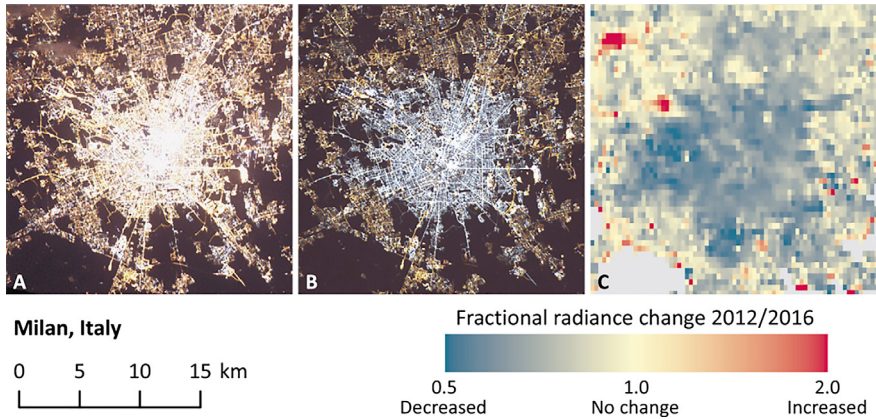 A
B
C
Milan, Italy
0 5 10 15 km
Fractional radiance change 2012/2016
0.5 1.0 2.0
Decreased No change Increased